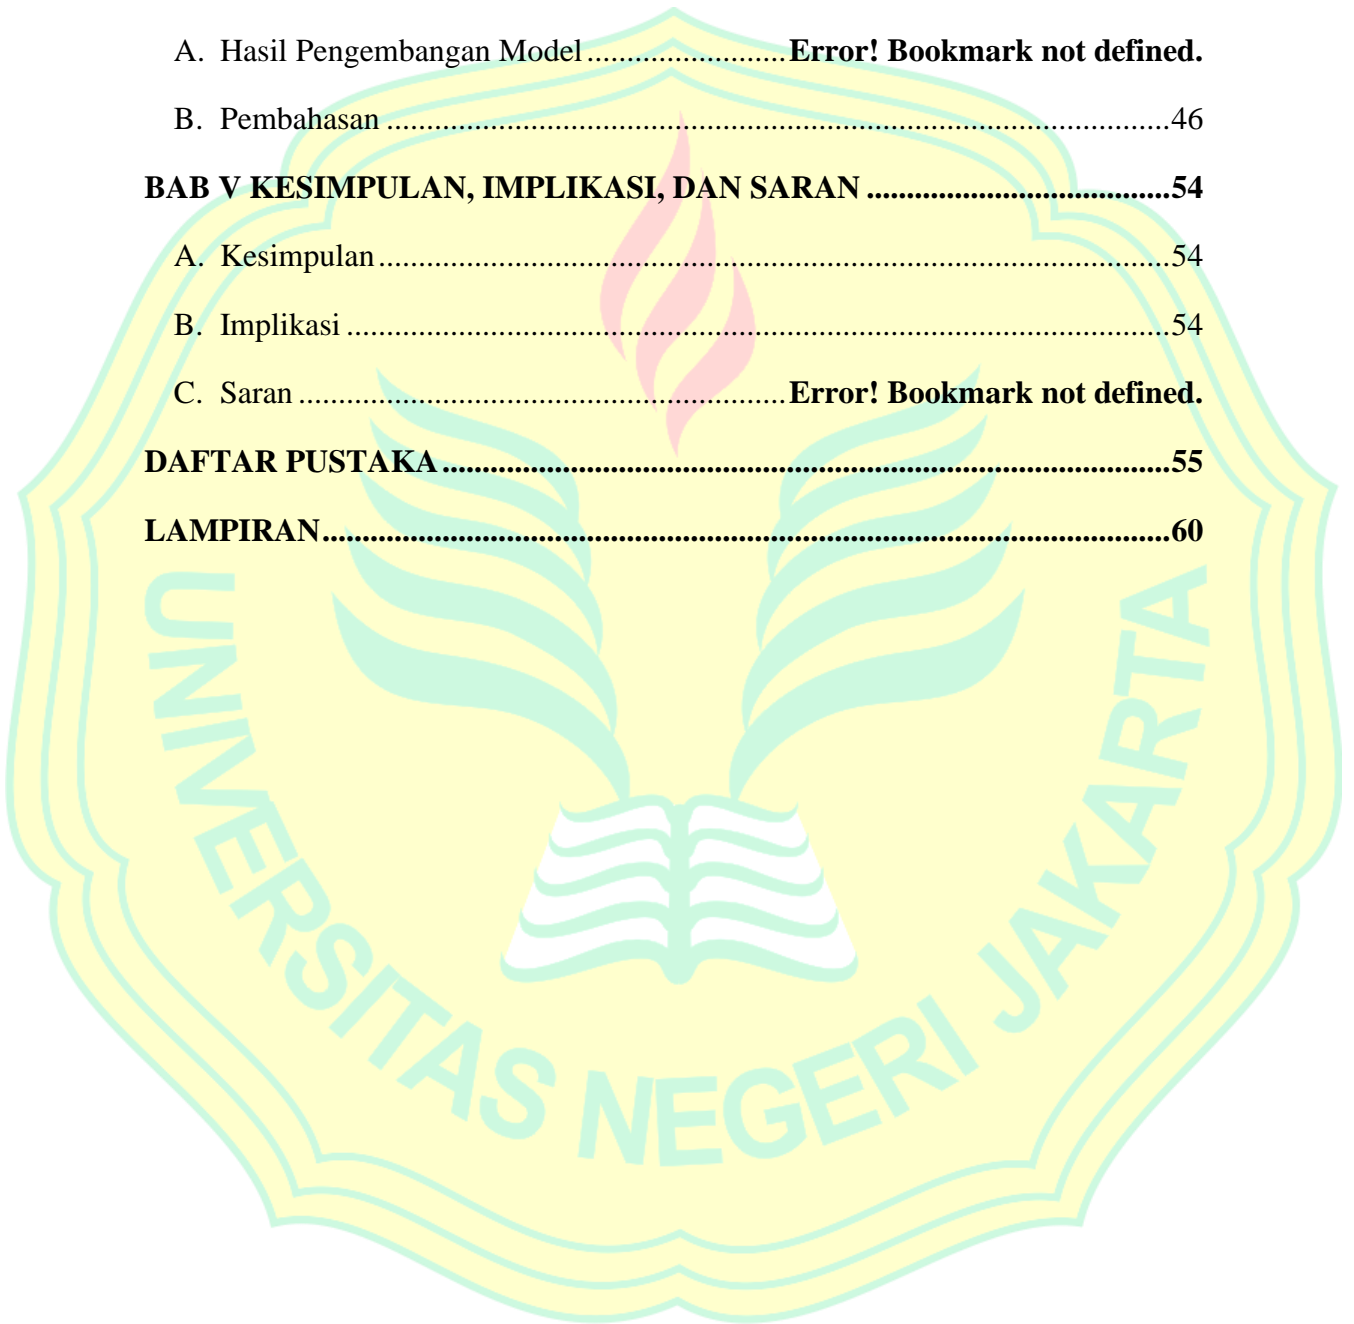 A. Hasil Pengembangan Model.........................Error! Bookmark not defined.
B. Pembahasan...................................................................................................46
BAB V KESIMPULAN, IMPLIKASI, DAN SARAN......................................54
A. Kesimpulan....................................................................................................54
B. Implikasi........................................................................................................54
C. Saran.............................................................Error! Bookmark not defined.
DAFTAR PUSTAKA............................................................................................55
LAMPIRAN...........................................................................................................60
UNIVERSITAS NEGERI JAKARTA